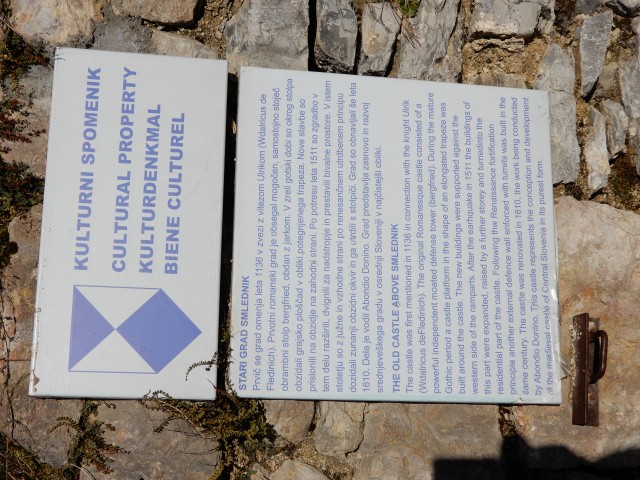 KULTURNI SPOMENIK
CULTURAL PROPERTY
KULTURDENKMAL
BIENE CULTUREL
STARI GRAD SMLEDNIK
Prvič se grad omenja leta 1136 v zvezi z vitezom Ulrikom (Wdalricus de
Fledinich). Prvotni romanski grad je obsegal mogočen, samostojno stoječ
obrambni stolp bergfried, obdan z jarkom. V zreli gotski dobi so okrog stolpa
obzidali grajsko ploščad v obliki potegnjenega trapeza. Nove stavbe so
prislonili na obzidje na zahodni strani. Po potresu leta 1511 so zgradbo v
tem delu razširili, dvignili za nadstropje in prestavili bivalne prostore. V istem
stoletju so z južne in vzhodne strani po renesančnem utrdbenem principu
dozidali zunanji obzidni okvir in ga utrdili s stolpiči. Grad so obnavljali še leta
1610. Dela je vodil Abondio Donino. Grad predstavlja zasnovo in razvoj
srednjeveškega gradu v osrednji Sloveniji v najčistejši obliki.
THE OLD CASTLE ABOVE SMLEDNIK
The castle was first mentioned in 1136 in connection with the knight Ulrik
(Wdalricus deFledinich). The original Romanesque castle consisted of a
powerful independent moated defense tower (bergfried). During the mature
Gothic period a castle platform in the shape of an elongated trapeze was
built around the castle. The new buildings were supported against the
western side of the ramparts. After the earthquake in 1511 the buildings of
this part were expanded, raised by a further storey and turnedinto the
residential part of the castle. Following the Renaissance fortification
principle another external defence wall enforced with turrets was built in the
same century. The castle was renovated in 1610, the work being conducted
by Abondio Donino. This castle represents the conception and development
of the medieval castle of Central Slovenia in its purest form.